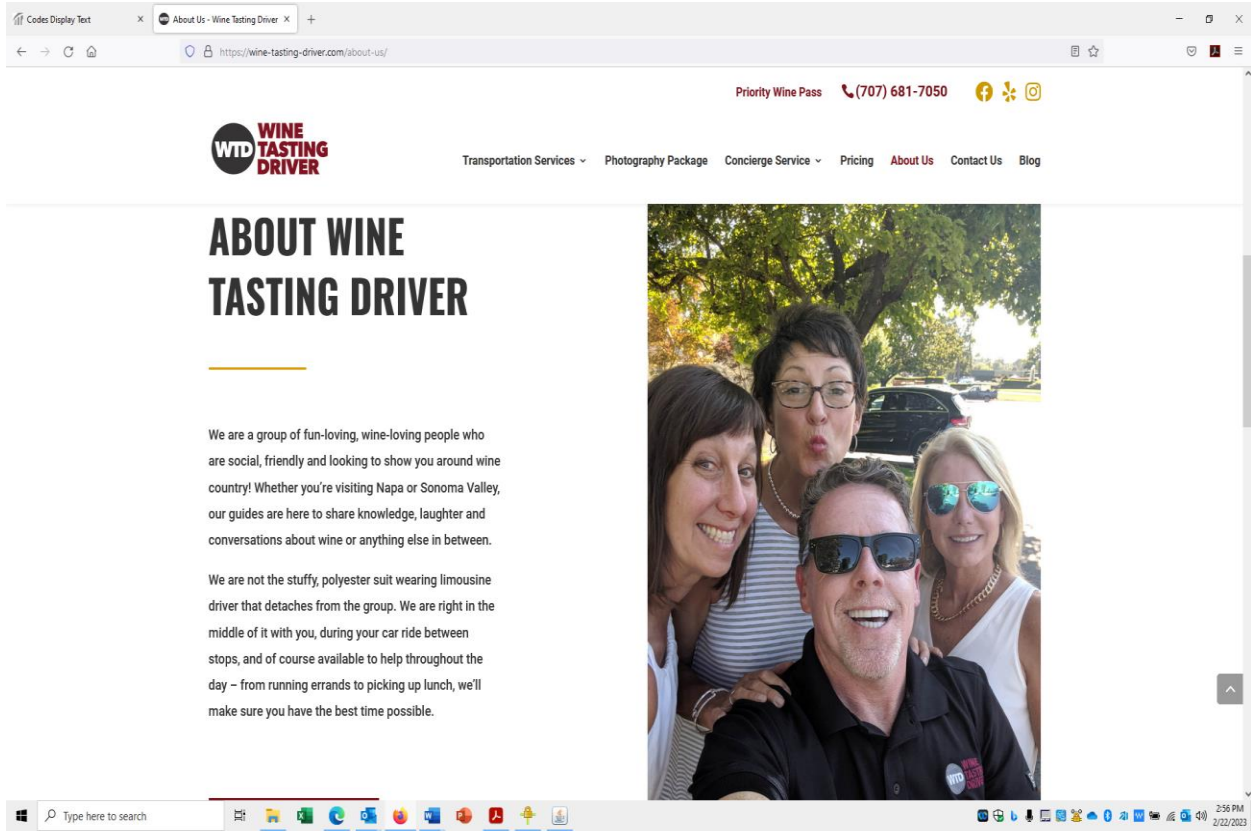 Codes Display Text
About Us - Wine Tasting Driver
https://wine-tasting-driver.com/about-us/
Priority Wine Pass (707) 681-7050
WTD WINE TASTING DRIVER
Transportation Services Photography Package Concierge Service Pricing About Us Contact Us Blog
ABOUT WINE
TASTING DRIVER
We are a group of fun-loving, wine-loving people who
are social, friendly and looking to show you around wine
country! Whether you're visiting Napa or Sonoma Valley,
our guides are here to share knowledge, laughter and
conversations about wine or anything else in between.
We are not the stuffy, polyester suit wearing limousine
driver that detaches from the group. We are right in the
middle of it with you, during your car ride between
stops, and of course available to help throughout the
day – from running errands to picking up lunch, we'll
make sure you have the best time possible.
WTD WINE TASTING DRIVER
Type here to search
2:56 PM
2/22/2023